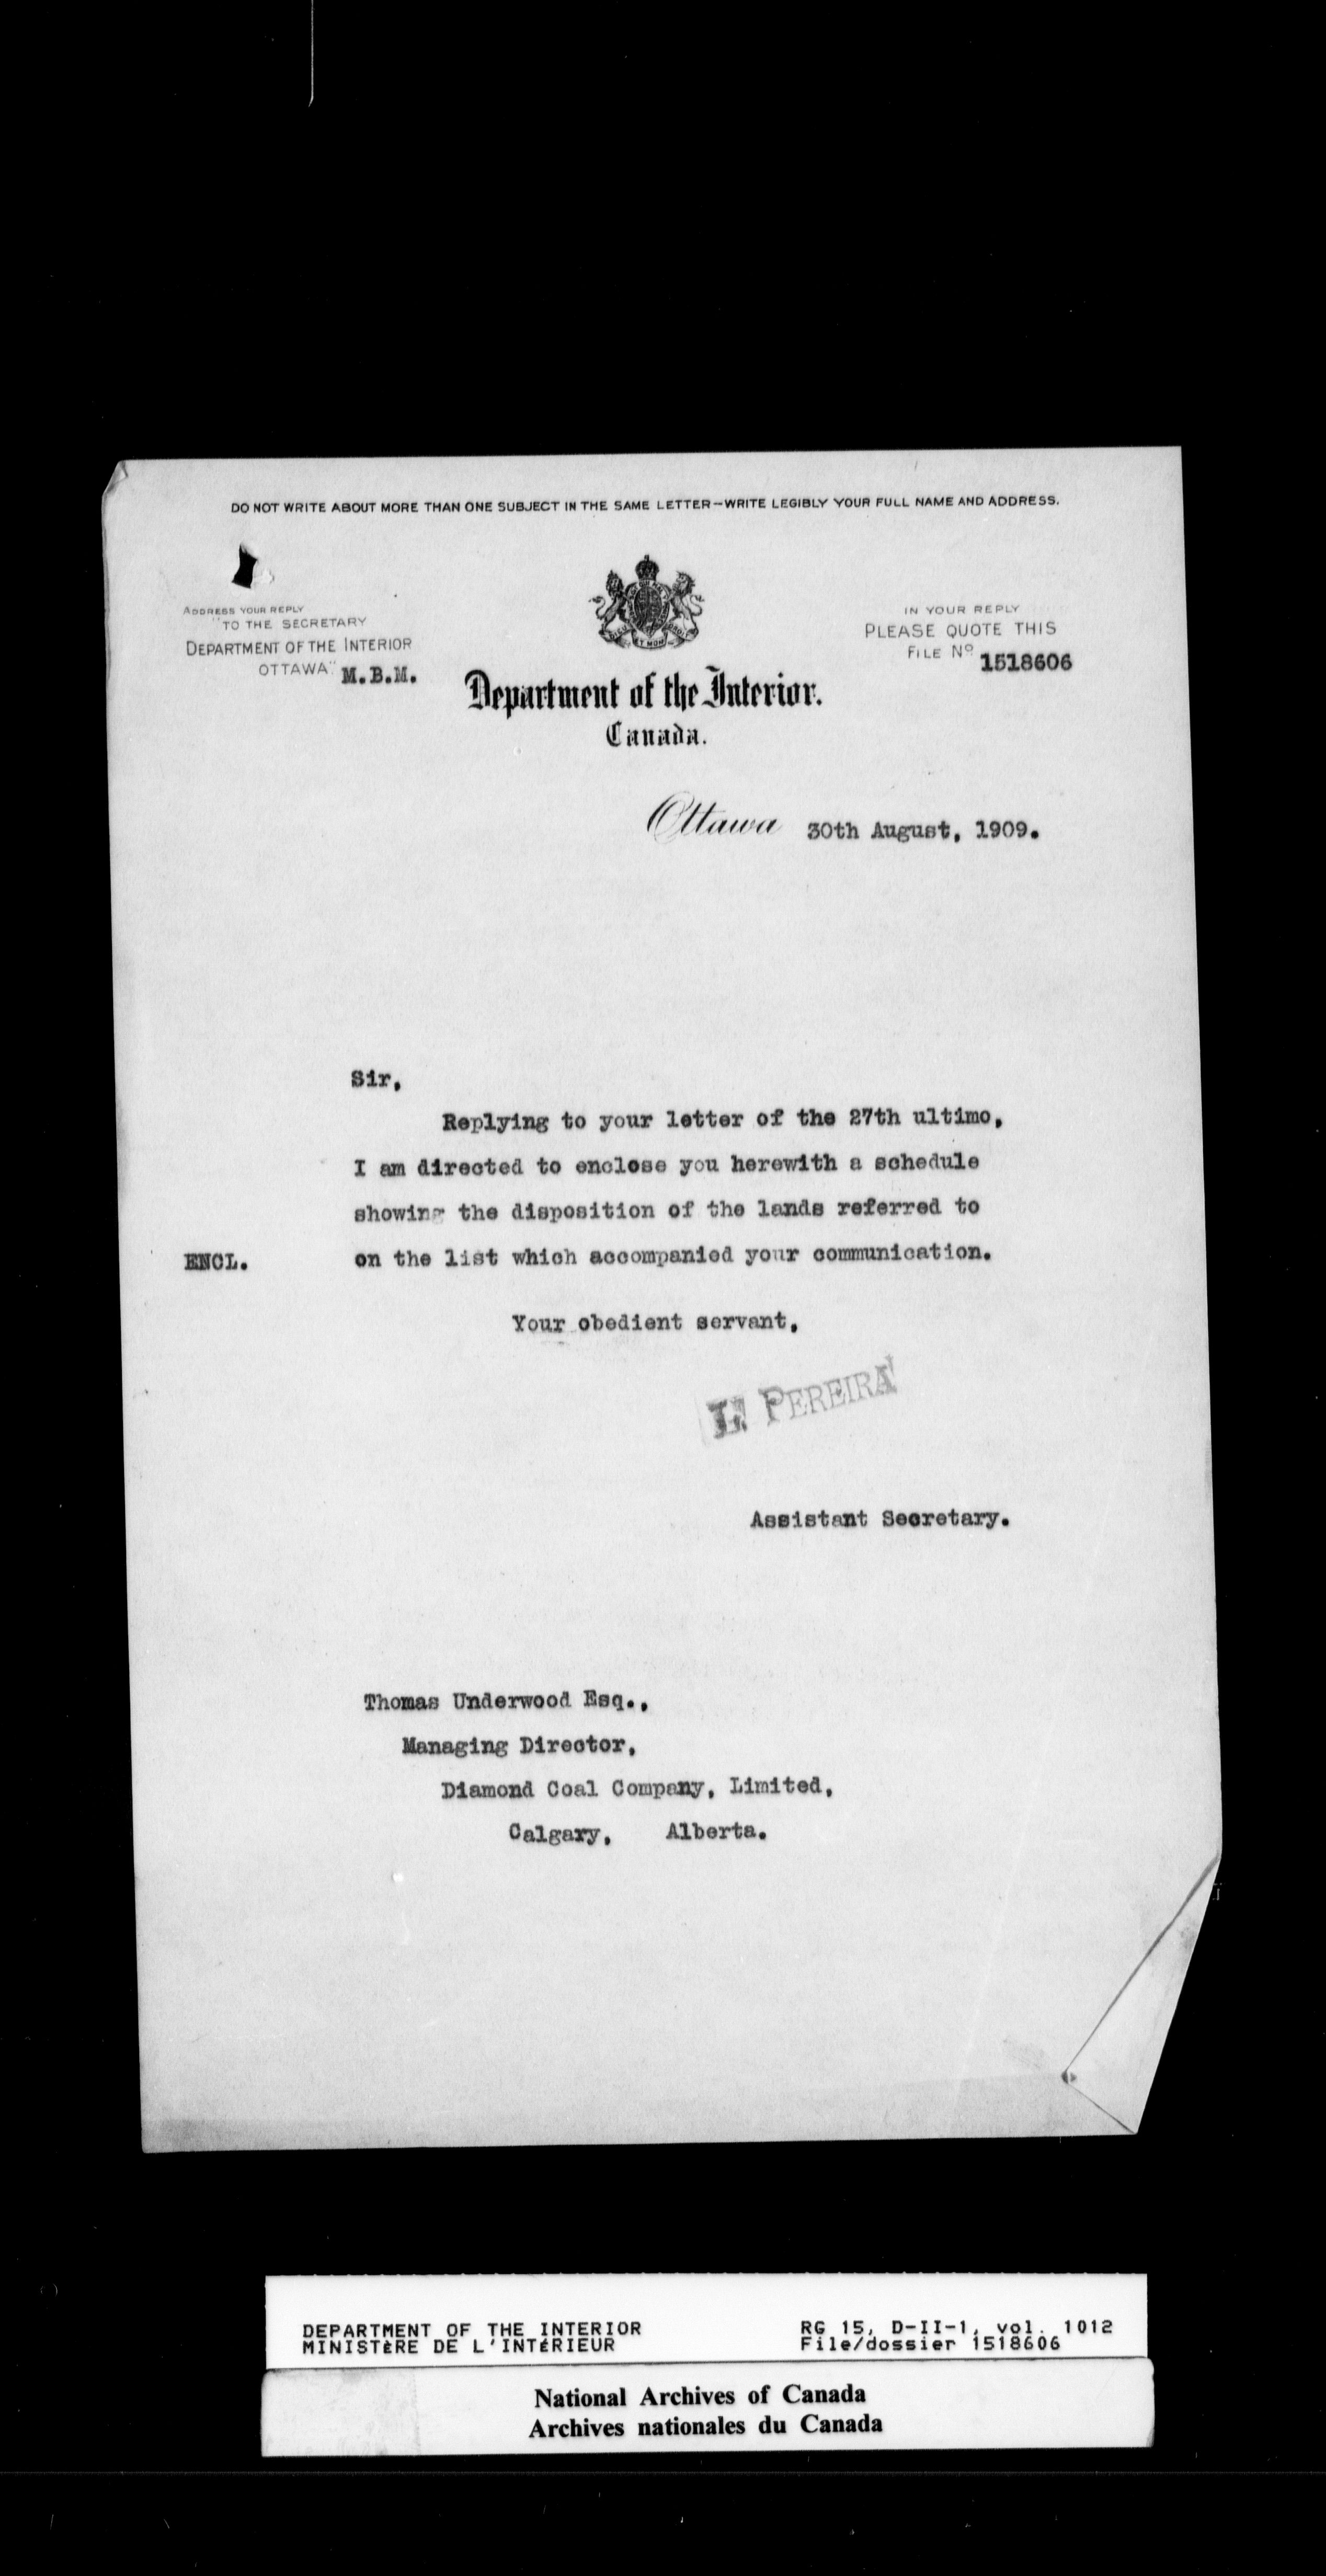 DO NOT WRITE ABOUT MORE THAN ONE SUBJECT IN THE SAME LETTER—WRITE LEGIBLY YOUR FULL NAME AND ADDRESS.
ADDRESS YOUR REPLY
"TO THE SECRETARY
DEPARTMENT OF THE INTERIOR
OTTAWA" M.B.M.
IN YOUR REPLY
PLEASE QUOTE THIS
FILE No 1518606
Department of the Interior.
Canada.
Ottawa 30th August, 1909.
Sir,
Replying to your letter of the 27th ultimo,
I am directed to enclose you herewith a schedule
showing the disposition of the lands referred to
ENCL. on the list which accompanied your communication.
Your obedient servant,
L. PEREIRA
Assistant Secretary.
Thomas Underwood Esq.,
Managing Director,
Diamond Coal Company, Limited,
Calgary, Alberta.
DEPARTMENT OF THE INTERIOR RG 15, D-II-1, vol. 1012
MINISTÈRE DE L'INTÉRIEUR File/dossier 1518606
National Archives of Canada
Archives nationales du Canada